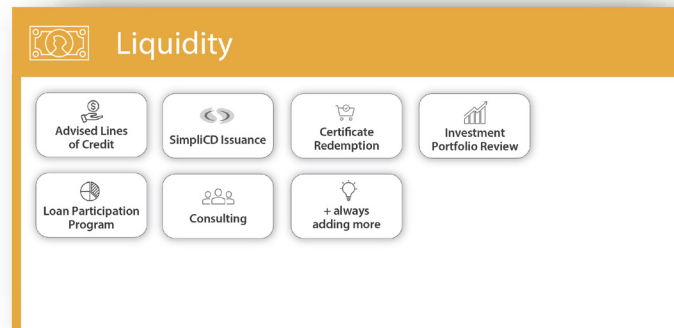 Liquidity
Advised Lines
of Credit
SimpliCD Issuance
Certificate
Redemption
Investment
Portfolio Review
Loan Participation
Program
Consulting
+ always
adding more